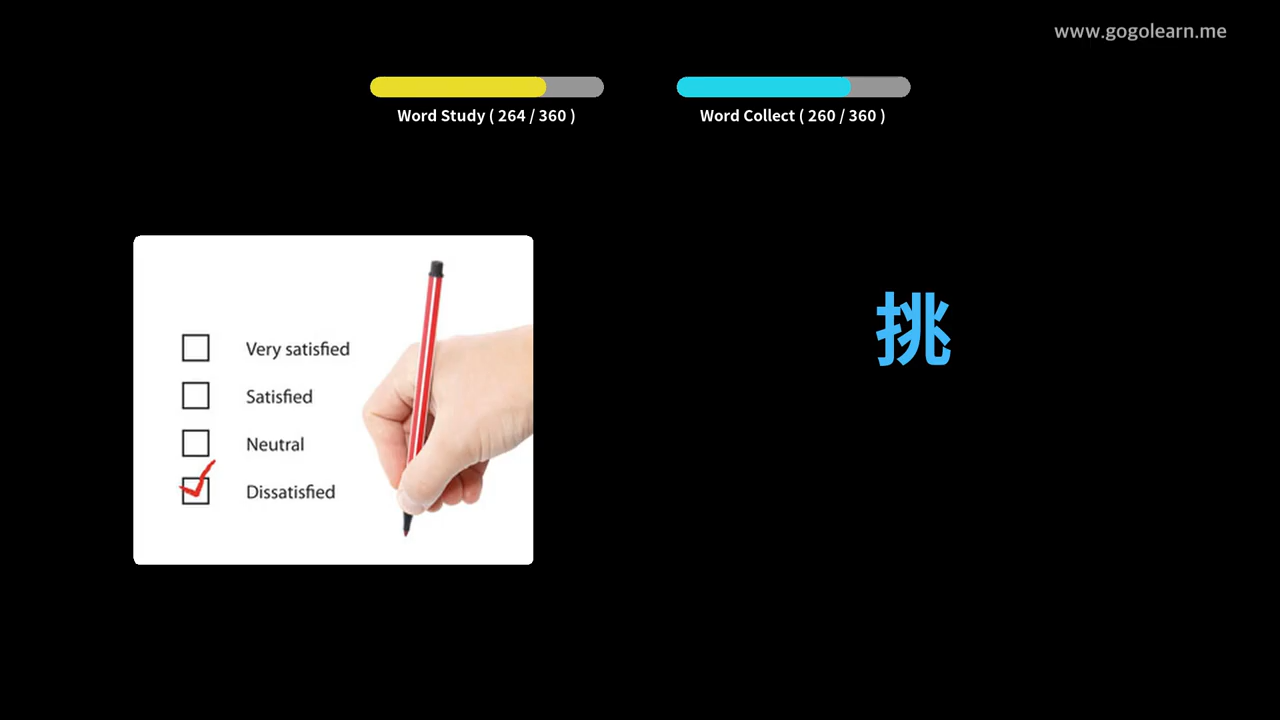 www.gogolearn.me
Word Study ( 264 / 360 )
Word Collect ( 260 / 360 )
Very satisfied
Satisfied
Neutral
Dissatisfied
挑